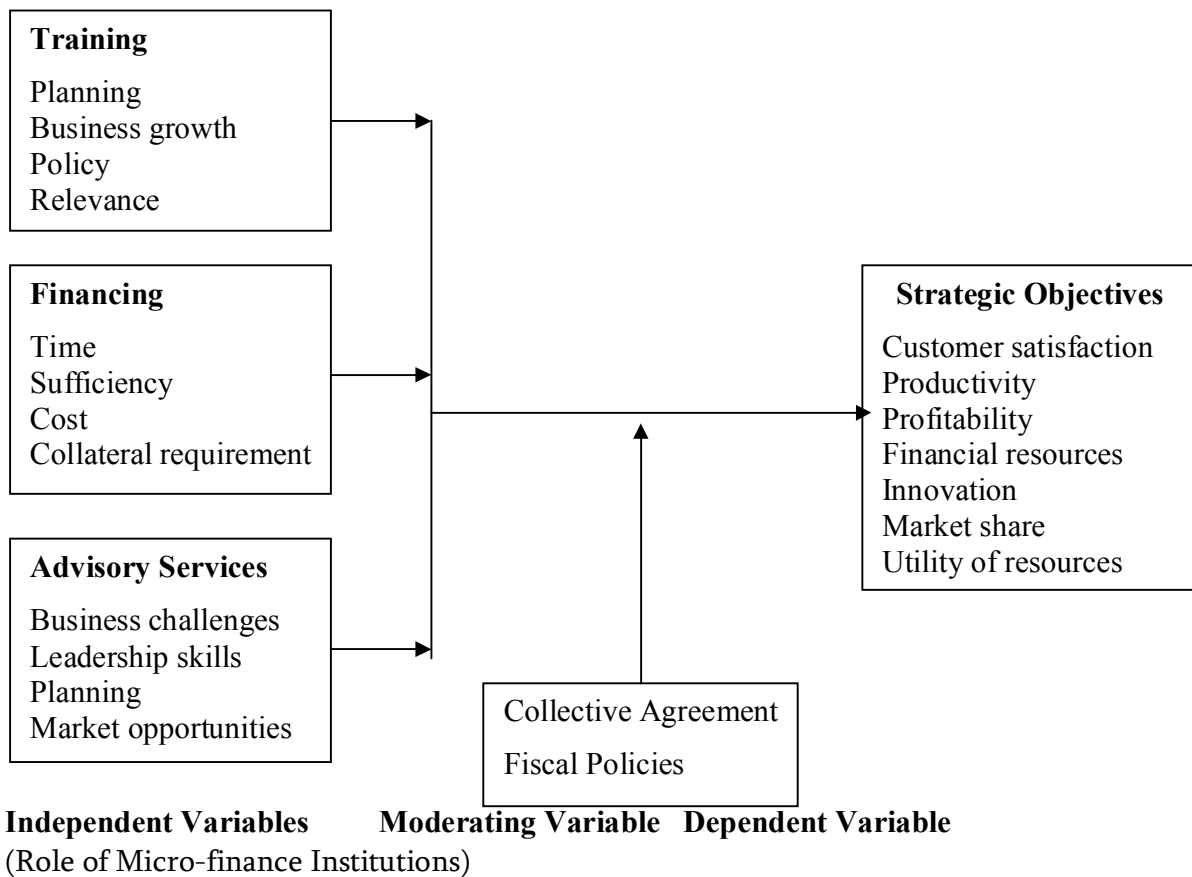 Training
Planning
Business growth
Policy
Relevance
Financing
Time
Sufficiency
Cost
Collateral requirement
Advisory Services
Business challenges
Leadership skills
Planning
Market opportunities
Collective Agreement
Fiscal Policies
Strategic Objectives
Customer satisfaction
Productivity
Profitability
Financial resources
Innovation
Market share
Utility of resources
Independent Variables Moderating Variable Dependent Variable
(Role of Micro-finance Institutions)